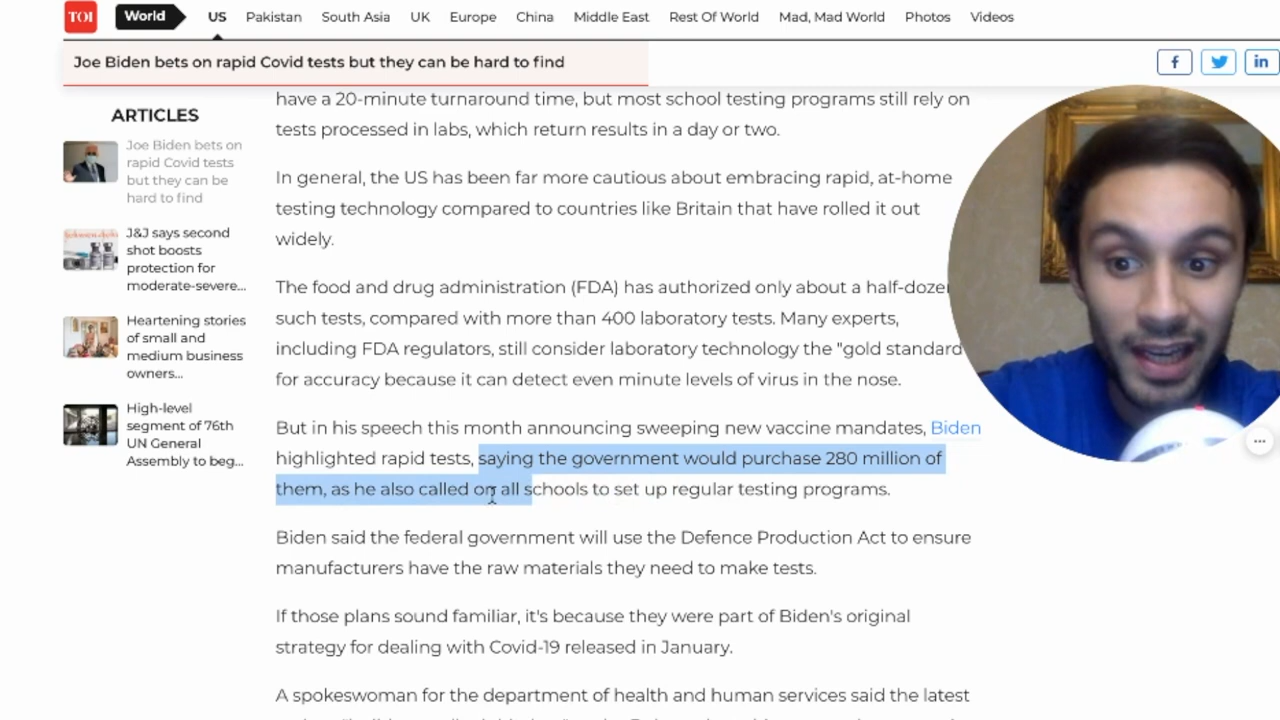 TOI
World
US
Pakistan
South Asia
UK
Europe
China
Middle East
Rest Of World
Mad, Mad World
Photos
Videos
Joe Biden bets on rapid Covid tests but they can be hard to find
f
in
ARTICLES
Joe Biden bets on
rapid Covid tests
but they can be
hard to find
J&J says second
shot boosts
protection for
moderate-severe...
Heartening stories
of small and
medium business
owners...
High-level
segment of 76th
UN General
Assembly to beg...
have a 20-minute turnaround time, but most school testing programs still rely on
tests processed in labs, which return results in a day or two.
In general, the US has been far more cautious about embracing rapid, at-home
testing technology compared to countries like Britain that have rolled it out
widely.
The food and drug administration (FDA) has authorized only about a half-dozen
such tests, compared with more than 400 laboratory tests. Many experts,
including FDA regulators, still consider laboratory technology the "gold standard
for accuracy because it can detect even minute levels of virus in the nose.
But in his speech this month announcing sweeping new vaccine mandates, Biden
highlighted rapid tests, saying the government would purchase 280 million of
them, as he also called on all schools to set up regular testing programs.
Biden said the federal government will use the Defence Production Act to ensure
manufacturers have the raw materials they need to make tests.
If those plans sound familiar, it's because they were part of Biden's original
strategy for dealing with Covid-19 released in January.
A spokeswoman for the department of health and human services said the latest